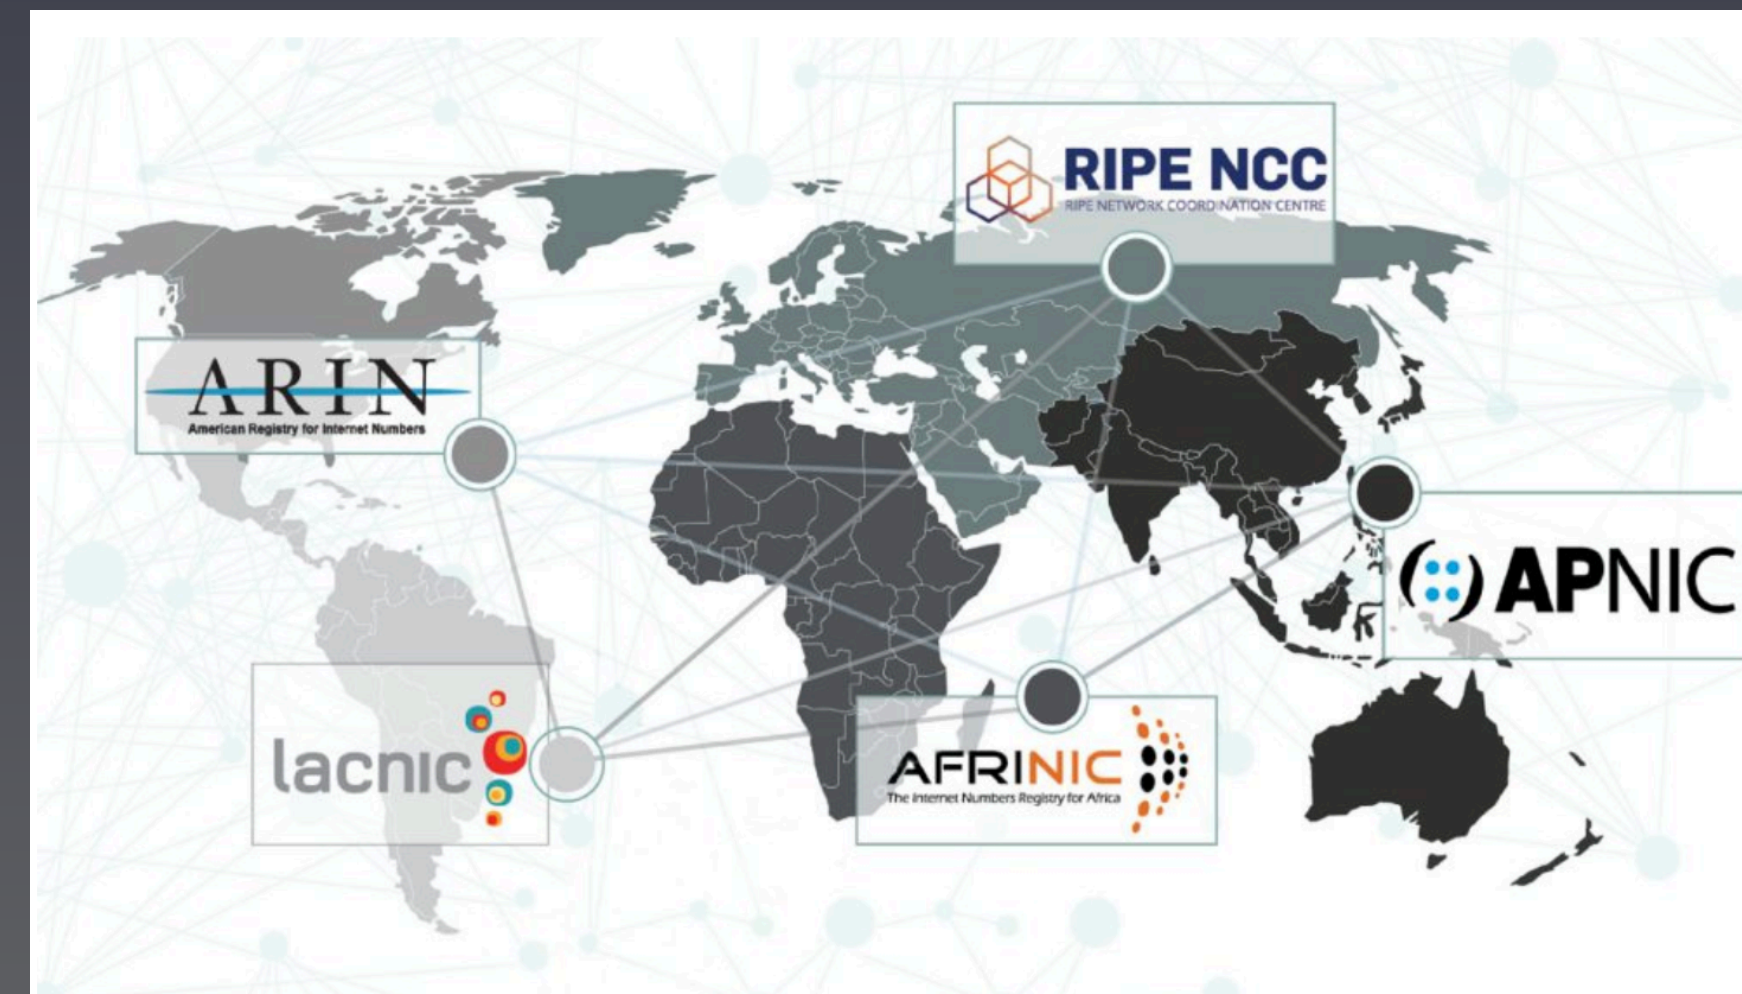 RIPE NCC
RIPE NETWORK COORDINATION CENTRE
ARIN
American Registry for Internet Numbers
APNIC
lacnic
AFRINIC
The Internet Numbers Registry for Africa